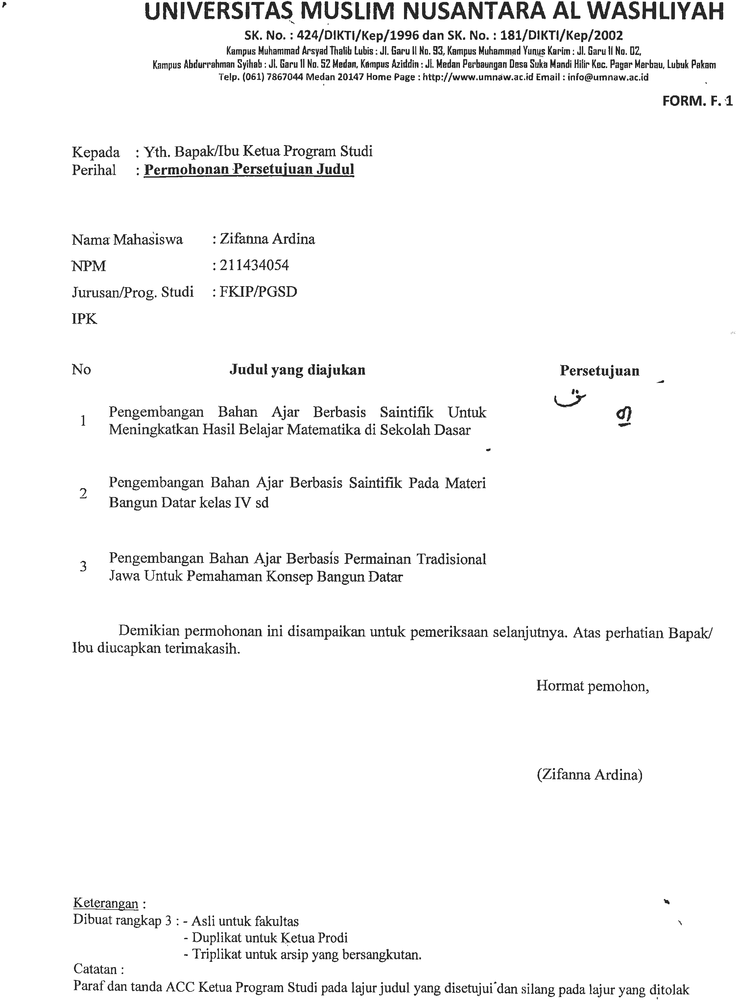 UNIVERSITAS MUSLIM NUSANTARA AL WASHLIYAH
SK. No. : 424/DIKTI/Kep/1996 dan SK. No. : 181/DIKTI/Kep/2002
Kampus Muhammad Arsyad Thalib Lubis : Jl. Garu II No. 93, Kampus Muhammad Yunus Karim : Jl. Garu II No. 02,
Kampus Abdurrahman Syihab : Jl. Garu II No. 52 Medan, Kampus Aziddin : Jl. Medan Perbaungan Desa Suka Mandi Hilir Kec. Pagar Merbau, Lubuk Pakam
Telp. (061) 7867044 Medan 20147 Home Page : http://www.umnaw.ac.id Email : info@umnaw.ac.id
FORM. F. 1
Kepada : Yth. Bapak/Ibu Ketua Program Studi
Perihal : Permohonan Persetujuan Judul
Nama Mahasiswa : Zifanna Ardina
NPM : 211434054
Jurusan/Prog. Studi : FKIP/PGSD
IPK
No Judul yang diajukan Persetujuan
1 Pengembangan Bahan Ajar Berbasis Saintifik Untuk
Meningkatkan Hasil Belajar Matematika di Sekolah Dasar
2 Pengembangan Bahan Ajar Berbasis Saintifik Pada Materi
Bangun Datar kelas IV sd
3 Pengembangan Bahan Ajar Berbasis Permainan Tradisional
Jawa Untuk Pemahaman Konsep Bangun Datar
Demikian permohonan ini disampaikan untuk pemeriksaan selanjutnya. Atas perhatian Bapak/
Ibu diucapkan terimakasih.
Hormat pemohon,
(Zifanna Ardina)
Keterangan :
Dibuat rangkap 3 : - Asli untuk fakultas
- Duplikat untuk Ketua Prodi
- Triplikat untuk arsip yang bersangkutan.
Catatan :
Paraf dan tanda ACC Ketua Program Studi pada lajur judul yang disetujui dan silang pada lajur yang ditolak